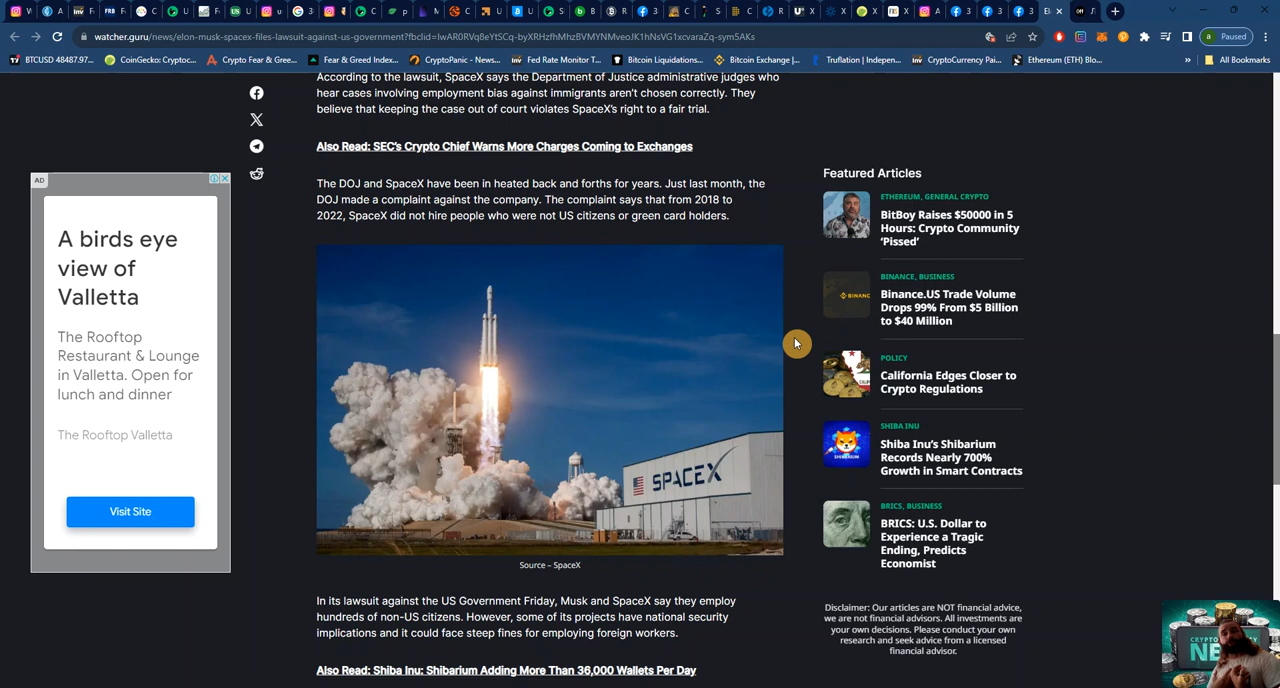 watcher.guru/news/elon-musk-spacex-files-lawsuit-against-us-government?fbclid=IwAR0RVq8eYtSCq-byXRHzfhMhzBVMYNMveoJK1hNsVG1xcvaraZq-sym5AKs
Paused
BTCUSD 48487.97...
CoinGecko: Cryptoc...
Crypto Fear & Gree...
Fear & Greed Index...
CryptoPanic - News...
Fed Rate Monitor T...
Bitcoin Liquidations...
Bitcoin Exchange |...
Truflation | Indepen...
CryptoCurrency Pai...
Ethereum (ETH) Blo...
»
All Bookmarks
According to the lawsuit, SpaceX says the Department of Justice administrative judges who
hear cases involving employment bias against immigrants aren't chosen correctly. They
believe that keeping the case out of court violates SpaceX's right to a fair trial.
Also Read: SEC's Crypto Chief Warns More Charges Coming to Exchanges
The DOJ and SpaceX have been in heated back and forths for years. Just last month, the
DOJ made a complaint against the company. The complaint says that from 2018 to
2022, SpaceX did not hire people who were not US citizens or green card holders.
SPACEX
Source – SpaceX
In its lawsuit against the US Government Friday, Musk and SpaceX say they employ
hundreds of non-US citizens. However, some of its projects have national security
implications and it could face steep fines for employing foreign workers.
Also Read: Shiba Inu: Shibarium Adding More Than 36,000 Wallets Per Day
AD
A birds eye
view of
Valletta
The Rooftop
Restaurant & Lounge
in Valletta. Open for
lunch and dinner
The Rooftop Valletta
Visit Site
Featured Articles
ETHEREUM, GENERAL CRYPTO
BitBoy Raises $50000 in 5
Hours: Crypto Community
'Pissed'
BINANCE, BUSINESS
Binance.US Trade Volume
Drops 99% From $5 Billion
to $40 Million
POLICY
California Edges Closer to
Crypto Regulations
SHIBA INU
Shiba Inu's Shibarium
Records Nearly 700%
Growth in Smart Contracts
BRICS, BUSINESS
BRICS: U.S. Dollar to
Experience a Tragic
Ending, Predicts
Economist
Disclaimer: Our articles are NOT financial advice,
we are not financial advisors. All investments are
your own decisions. Please conduct your own
research and seek advice from a licensed
financial advisor.